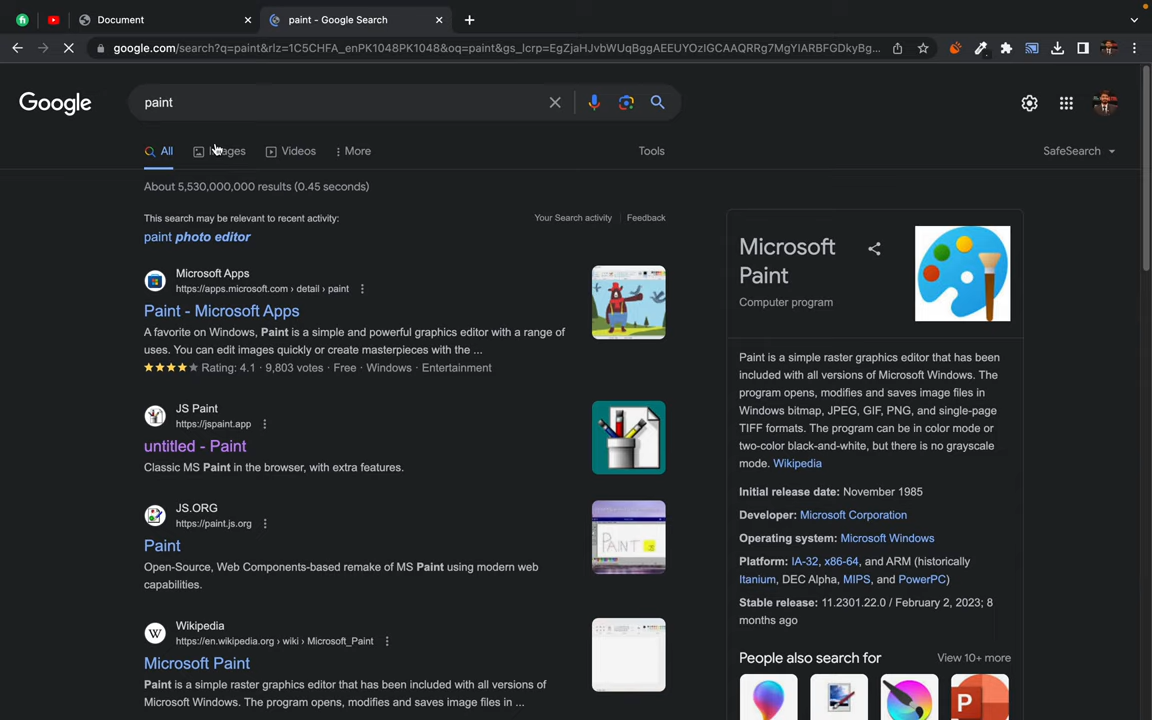 Document
paint - Google Search
google.com/search?q=paint&rlz=1C5CHFA_enPK1048PK1048&oq=paint&gs_lcrp=EgZjaHJvbWUqBggAEEUYOzIGCAAQRRg7MgYIARBFGDkyBg...
Google
paint
All
Images
Videos
More
Tools
SafeSearch
About 5,530,000,000 results (0.45 seconds)
This search may be relevant to recent activity:
Your Search activity
Feedback
paint photo editor
Microsoft Apps
https://apps.microsoft.com › detail › paint
Paint - Microsoft Apps
A favorite on Windows, Paint is a simple and powerful graphics editor with a range of
uses. You can edit images quickly or create masterpieces with the ...
Rating: 4.1 · 9,803 votes · Free · Windows · Entertainment
JS Paint
https://jspaint.app
untitled - Paint
Classic MS Paint in the browser, with extra features.
JS.ORG
https://paint.js.org
Paint
Open-Source, Web Components-based remake of MS Paint using modern web
capabilities.
PAINT
Wikipedia
https://en.wikipedia.org › wiki › Microsoft_Paint
Microsoft Paint
Paint is a simple raster graphics editor that has been included with all versions of
Microsoft Windows. The program opens, modifies and saves image files in ...
Microsoft
Paint
Computer program
Paint is a simple raster graphics editor that has been
included with all versions of Microsoft Windows. The
program opens, modifies and saves image files in
Windows bitmap, JPEG, GIF, PNG, and single-page
TIFF formats. The program can be in color mode or
two-color black-and-white, but there is no grayscale
mode. Wikipedia
Initial release date: November 1985
Developer: Microsoft Corporation
Operating system: Microsoft Windows
Platform: IA-32, x86-64, and ARM (historically
Itanium, DEC Alpha, MIPS, and PowerPC)
Stable release: 11.2301.22.0 / February 2, 2023; 8
months ago
People also search for
View 10+ more